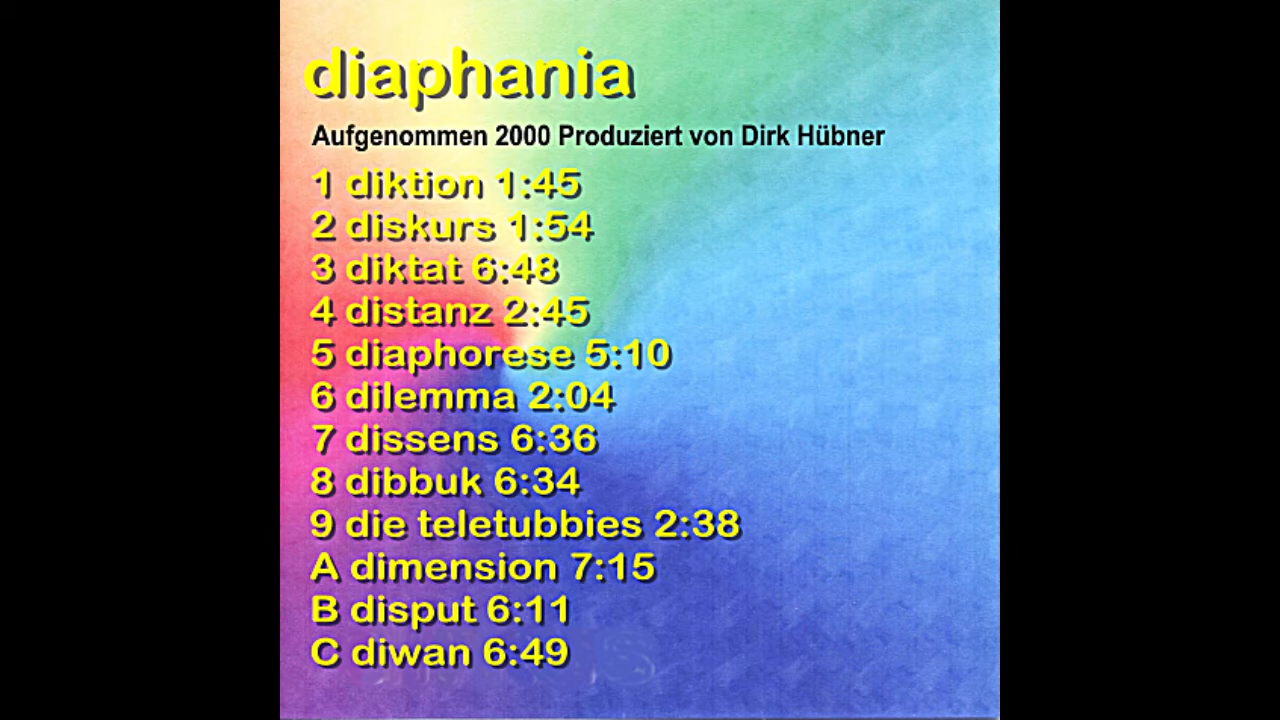 diaphania
Aufgenommen 2000 Produziert von Dirk Hübner
1 diktion 1:45
2 diskurs 1:54
3 diktat 6:48
4 distanz 2:45
5 diaphorese 5:10
6 dilemma 2:04
7 dissens 6:36
8 dibbuk 6:34
9 die teletubbies 2:38
A dimension 7:15
B disput 6:11
C diwan 6:49